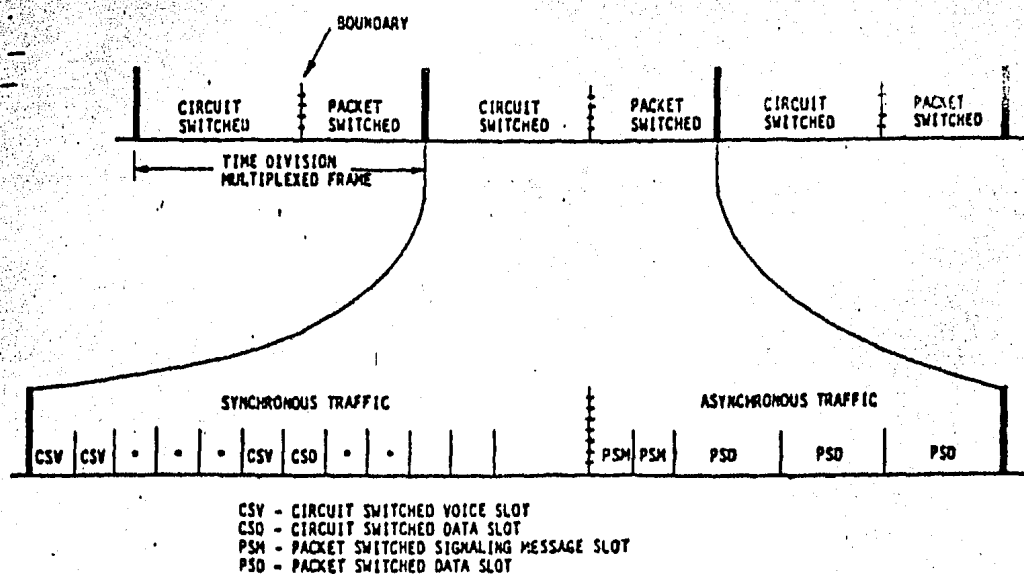 BOUNDARY
CIRCUIT SWITCHED
PACKET SWITCHED
CIRCUIT SWITCHED
PACKET SWITCHED
CIRCUIT SWITCHED
PACKET SWITCHED
TIME DIVISION
MULTIPLEXED FRAME
SYNCHRONOUS TRAFFIC
ASYNCHRONOUS TRAFFIC
CSV CSV • • • CSV CSD • • PSM PSM PSD PSD PSD
CSV - CIRCUIT SWITCHED VOICE SLOT
CSD - CIRCUIT SWITCHED DATA SLOT
PSM - PACKET SWITCHED SIGNALING MESSAGE SLOT
PSD - PACKET SWITCHED DATA SLOT